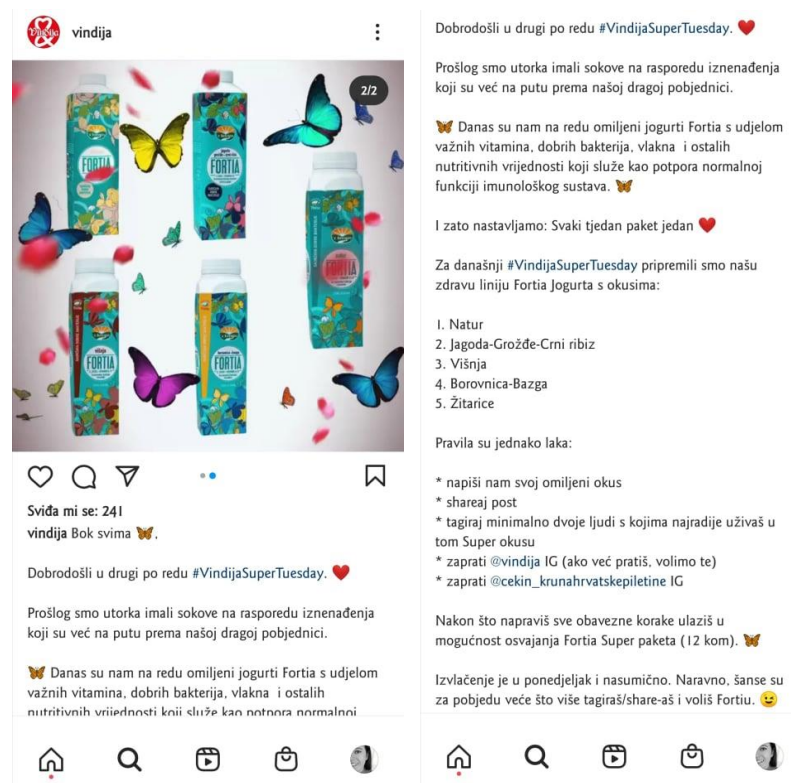 Vindija
vindija
2/2
FORTIA
FORTIA
FORTIA
višnja
FORTIA
FORTIA
Sviđa mi se: 241
vindija Bok svima 🦋,
Dobrodošli u drugi po redu #VindijaSuperTuesday. ❤️
Prošlog smo utorka imali sokove na rasporedu iznenađenja
koji su već na putu prema našoj dragoj pobjednici.
🦋 Danas su nam na redu omiljeni jogurti Fortia s udjelom
važnih vitamina, dobrih bakterija, vlakna i ostalih
nutritivnih vrijednosti koji služe kao potpora normalnoj
Dobrodošli u drugi po redu #VindijaSuperTuesday. ❤️
Prošlog smo utorka imali sokove na rasporedu iznenađenja
koji su već na putu prema našoj dragoj pobjednici.
🦋 Danas su nam na redu omiljeni jogurti Fortia s udjelom
važnih vitamina, dobrih bakterija, vlakna i ostalih
nutritivnih vrijednosti koji služe kao potpora normalnoj
funkciji imunološkog sustava. 🦋
I zato nastavljamo: Svaki tjedan paket jedan ❤️
Za današnji #VindijaSuperTuesday pripremili smo našu
zdravu liniju Fortia Jogurta s okusima:
1. Natur
2. Jagoda-Grožđe-Crni ribiz
3. Višnja
4. Borovnica-Bazga
5. Žitarice
Pravila su jednako laka:
* napiši nam svoj omiljeni okus
* shareaj post
* tagiraj minimalno dvoje ljudi s kojima najradije uživaš u
tom Super okusu
* zaprati @vindija IG (ako već pratiš, volimo te)
* zaprati @cekin_krunahrvatskepiletine IG
Nakon što napraviš sve obavezne korake ulaziš u
mogućnost osvajanja Fortia Super paketa (12 kom). 🦋
Izvlačenje je u ponedjeljak i nasumično. Naravno, šanse su
za pobjedu veće što više tagiraš/share-aš i voliš Fortiu. 😉